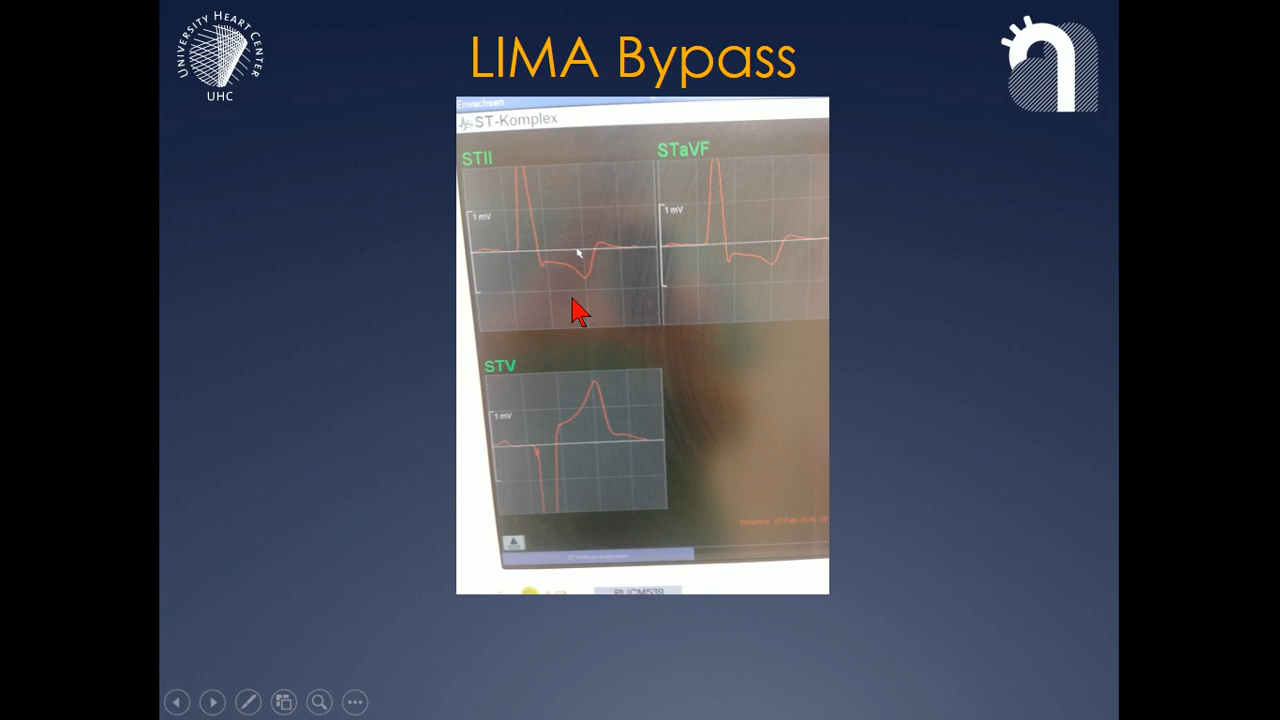 UNIVERSITY HEART CENTER
UHC
LIMA Bypass
Erwachsen
ST-Komplex
STII
STaVF
1 mV
1 mV
STV
1 mV